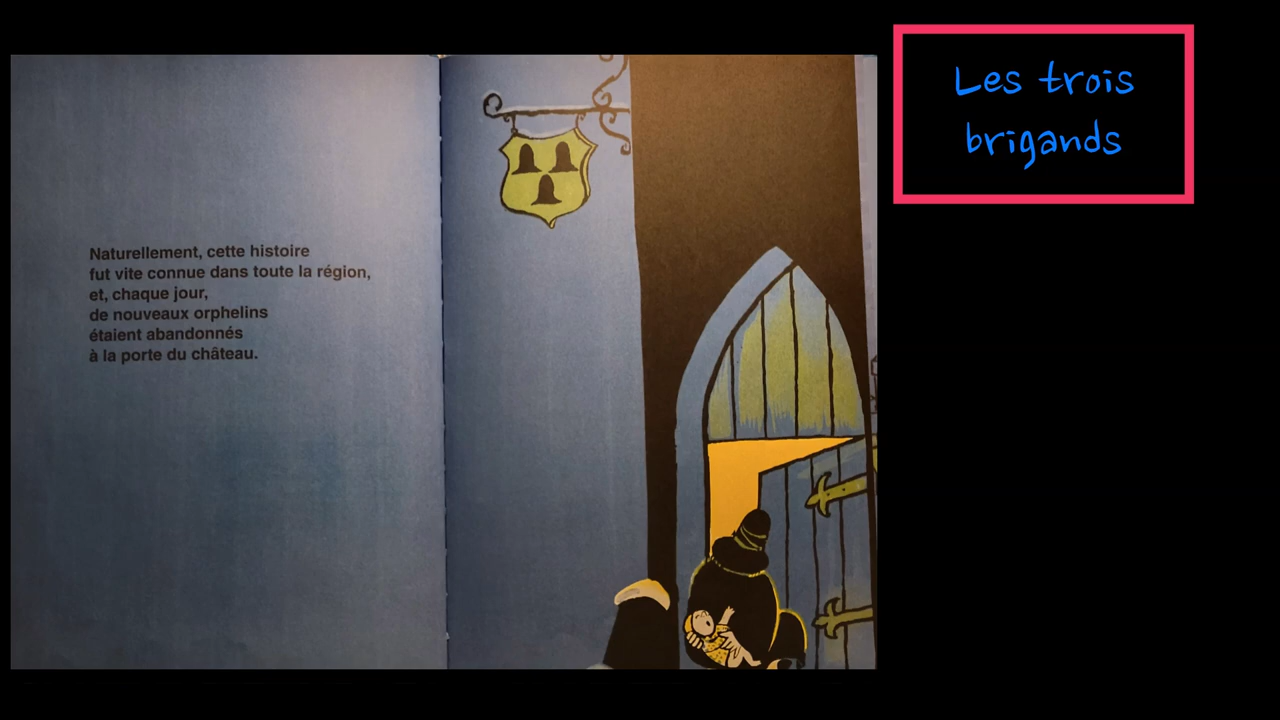 Naturellement, cette histoire
fut vite connue dans toute la région,
et, chaque jour,
de nouveaux orphelins
étaient abandonnés
à la porte du château.
Les trois
brigands